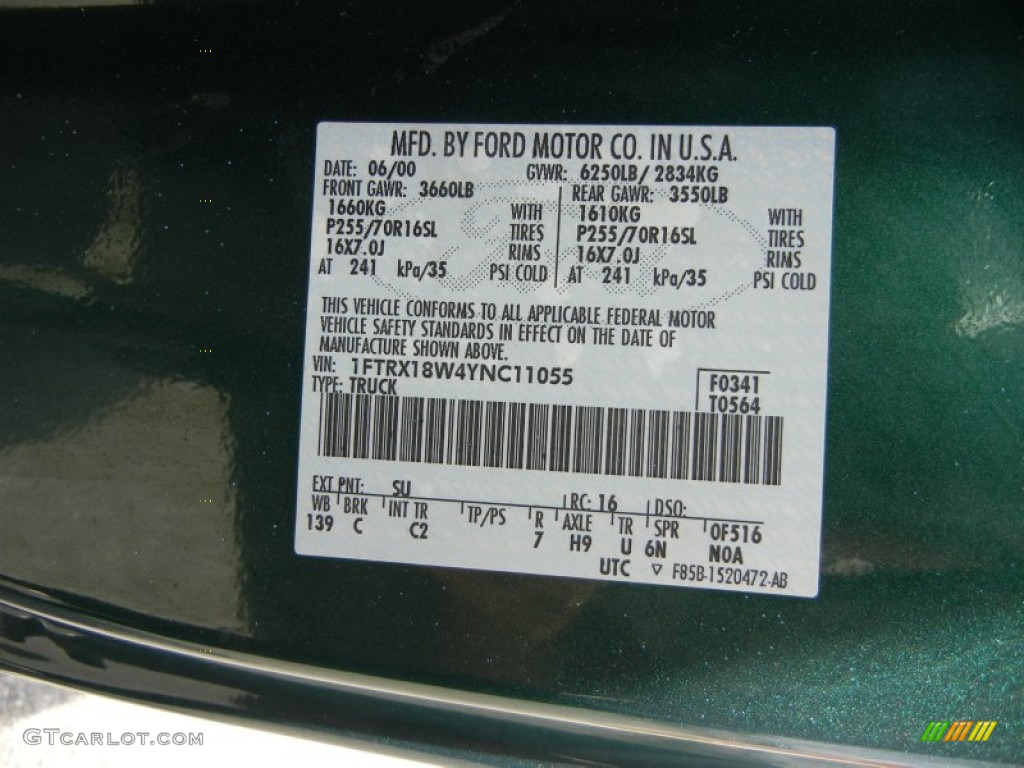 MFD. BY FORD MOTOR CO. IN U.S.A.
DATE: 06/00 GVWR: 6250LB/ 2834KG
FRONT GAWR: 3660LB REAR GAWR: 3550LB
1660KG WITH 1610KG WITH
P255/70R16SL TIRES P255/70R16SL TIRES
16X7.0J RIMS 16X7.0J RIMS
AT 241 kPa/35 PSI COLD AT 241 kPa/35 PSI COLD
THIS VEHICLE CONFORMS TO ALL APPLICABLE FEDERAL MOTOR
VEHICLE SAFETY STANDARDS IN EFFECT ON THE DATE OF
MANUFACTURE SHOWN ABOVE.
VIN: 1FTRX18W4YNC11055 F0341
TYPE: TRUCK T0564
EXT PNT: SU RC: 16 DSO:
WB BRK INT TR TP/PS R AXLE TR SPR 0F516
139 C C2 7 H9 U 6N N0A
UTC ▽ F85B-1520472-AB
GTCarlot.com